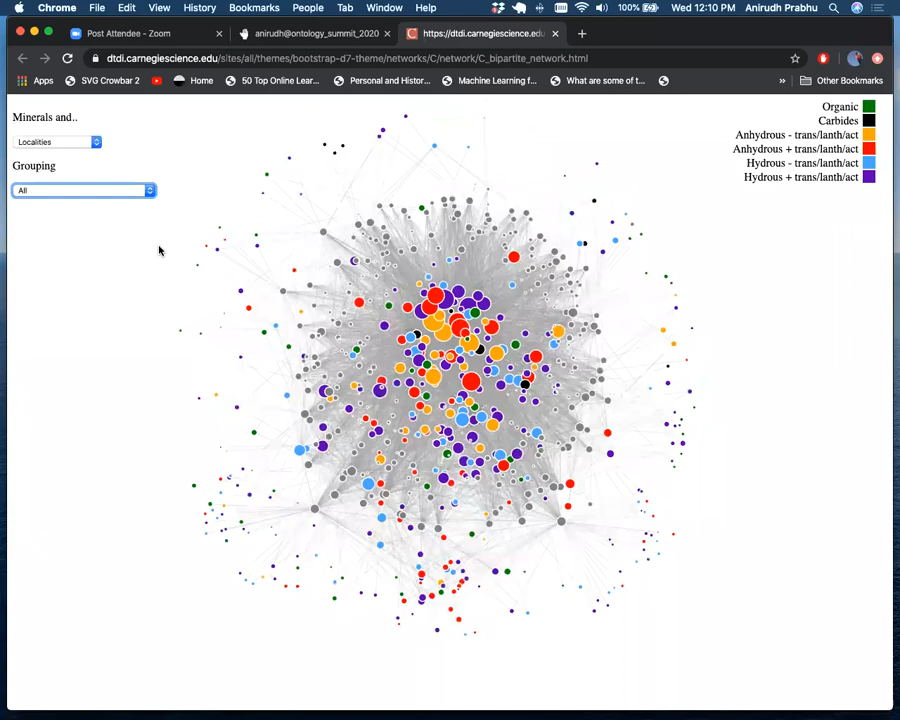 Chrome File Edit View History Bookmarks People Tab Window Help 100% Wed 12:10 PM Anirudh Prabhu
Post Attendee - Zoom anirudh@ontology_summit_2020 https://dtdi.carnegiescience.edu
dtdi.carnegiescience.edu/sites/all/themes/bootstrap-d7-theme/networks/C/network/C_bipartite_network.html
Apps SVG Crowbar 2 Home 50 Top Online Lear... Personal and Histor... Machine Learning f... What are some of t... » Other Bookmarks
Minerals and..
Localities
Grouping
All
Organic
Carbides
Anhydrous - trans/lanth/act
Anhydrous + trans/lanth/act
Hydrous - trans/lanth/act
Hydrous + trans/lanth/act